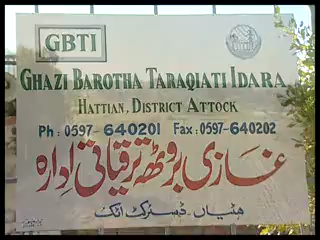 GBTI
GHAZI BAROTHA TARAQIATI IDARA
HATTIAN, DISTRICT ATTOCK
Ph: 0597-640201 Fax: 0597-640202
غازی بروٹھہ ترقیاتی ادارہ
ہٹیاں۔ ڈسٹرکٹ اٹک